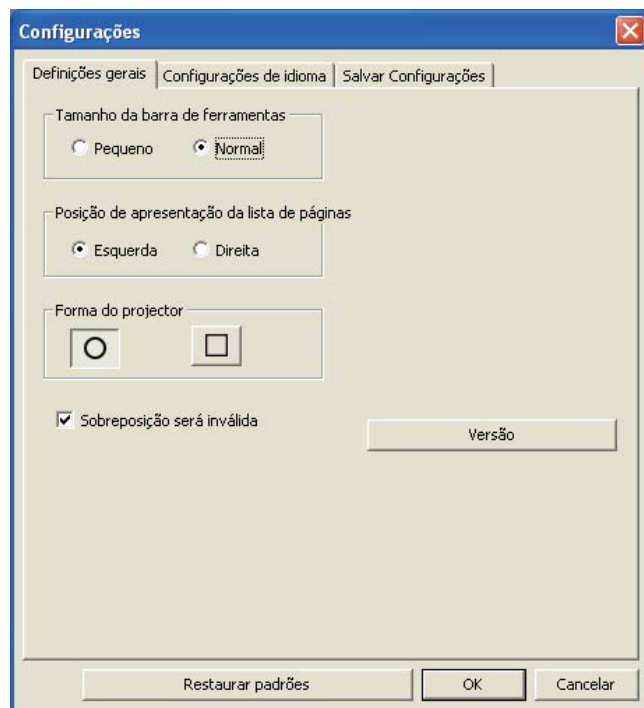 Configurações
Definições gerais Configurações de idioma Salvar Configurações
Tamanho da barra de ferramentas
Pequeno Normal
Posição de apresentação da lista de páginas
Esquerda Direita
Forma do projector
Sobreposição será inválida
Versão
Restaurar padrões OK Cancelar